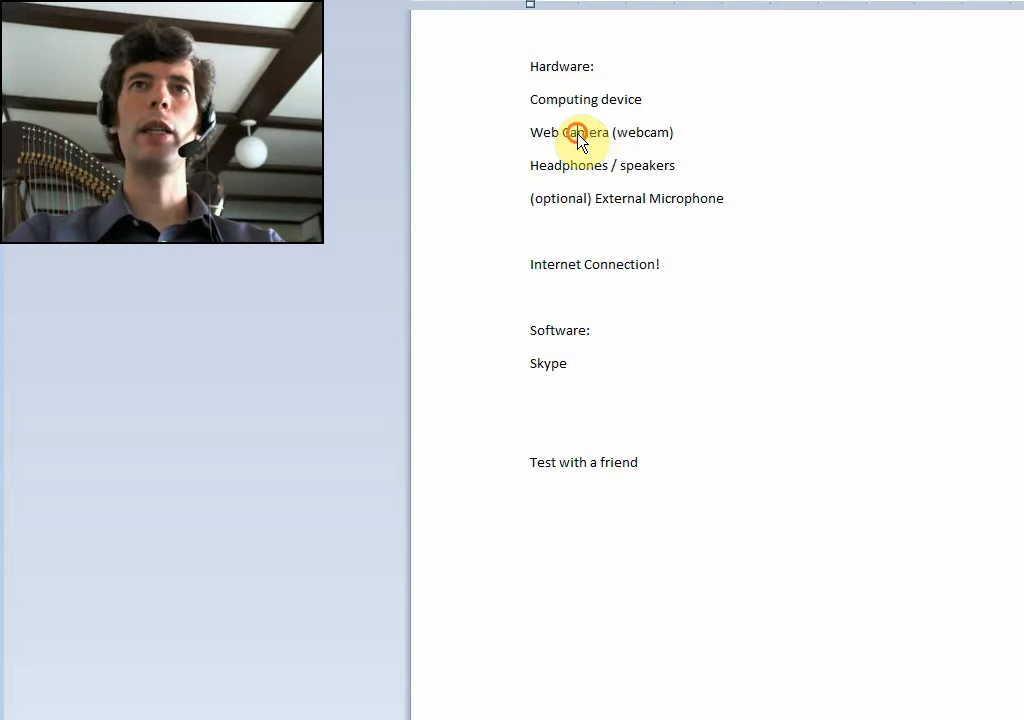 Hardware:
Computing device
Web Camera (webcam)
Headphones / speakers
(optional) External Microphone
Internet Connection!
Software:
Skype
Test with a friend